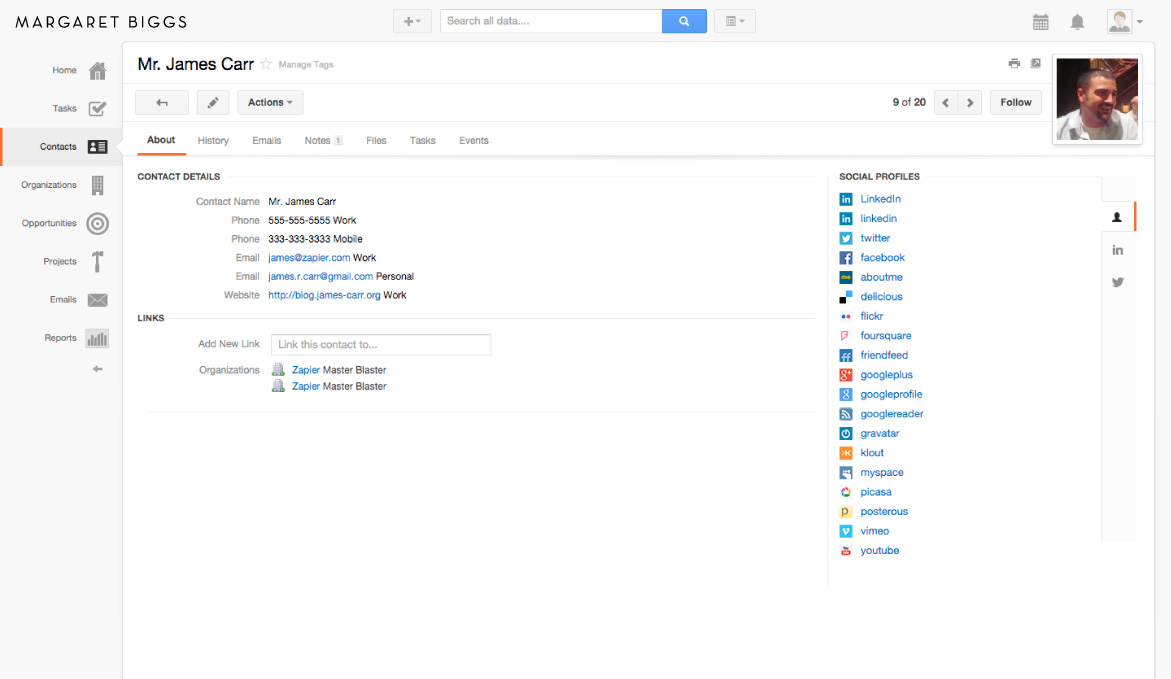 MARGARET BIGGS
Search all data....
Home
Tasks
Contacts
Organizations
Opportunities
Projects
Emails
Reports
Mr. James Carr Manage Tags
Actions
9 of 20
Follow
About History Emails Notes 1 Files Tasks Events
CONTACT DETAILS
Contact Name Mr. James Carr
Phone 555-555-5555 Work
Phone 333-333-3333 Mobile
Email james@zapier.com Work
Email james.r.carr@gmail.com Personal
Website http://blog.james-carr.org Work
LINKS
Add New Link Link this contact to...
Organizations Zapier Master Blaster
Zapier Master Blaster
SOCIAL PROFILES
in LinkedIn
in linkedin
twitter
f facebook
me aboutme
delicious
flickr
foursquare
ff friendfeed
g+ googleplus
g googleprofile
googlereader
gravatar
klout
myspace
picasa
p posterous
v vimeo
youtube
in